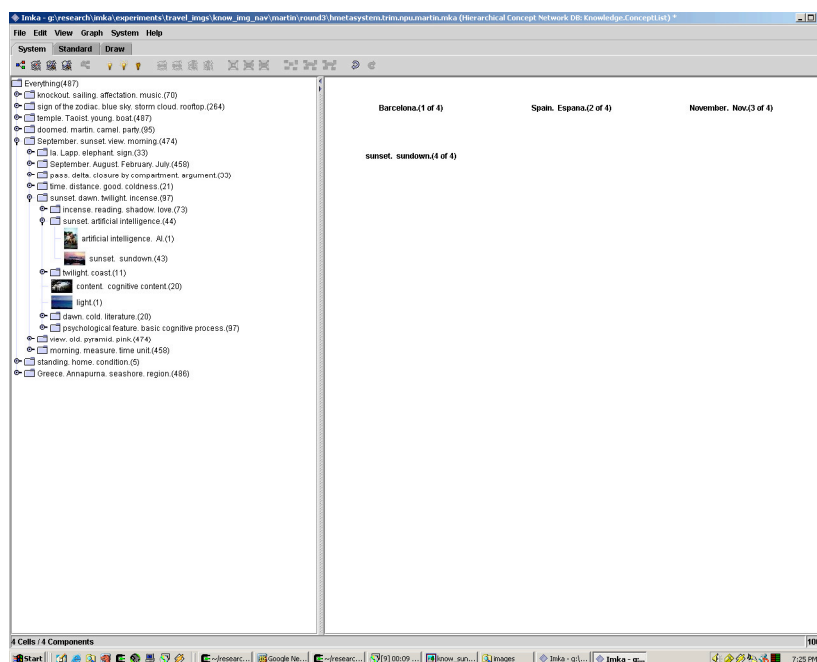 Imka - g:\research\imka\experiments\travel_imgs\know_img_nav\martin\round3\hmetasystem.trim.npu.martin.mka (Hierarchical Concept Network DB: Knowledge.ConceptList) *
File Edit View Graph System Help
System Standard Draw
Everything(487)
knockout. sailing. affectation. music.(70)
sign of the zodiac. blue sky. storm cloud. rooftop.(264)
temple. Taoist. young. boat.(487)
doomed. martin. camel. party.(95)
September. sunset. view. morning.(474)
la. Lapp. elephant. sign.(33)
September. August. February. July.(458)
pass. delta. closure by compartment. argument.(33)
time. distance. good. coldness.(21)
sunset. dawn. twilight. incense.(97)
incense. reading. shadow. love.(73)
sunset. artificial intelligence.(44)
artificial intelligence. AI.(1)
sunset. sundown.(43)
twilight. coast.(11)
content. cognitive content.(20)
light.(1)
dawn. cold. literature.(20)
psychological feature. basic cognitive process.(97)
view. old. pyramid. pink.(474)
morning. measure. time unit.(458)
standing. home. condition.(5)
Greece. Annapurna. seashore. region.(486)
Barcelona.(1 of 4) Spain. Espana.(2 of 4) November. Nov.(3 of 4)
sunset. sundown.(4 of 4)
4 Cells / 4 Components 100
Start ~/researc... Google Ne... ~/researc... [9] 00:09 ... know_sun... images Imka - g:\... Imka - g:... 7:25 PM